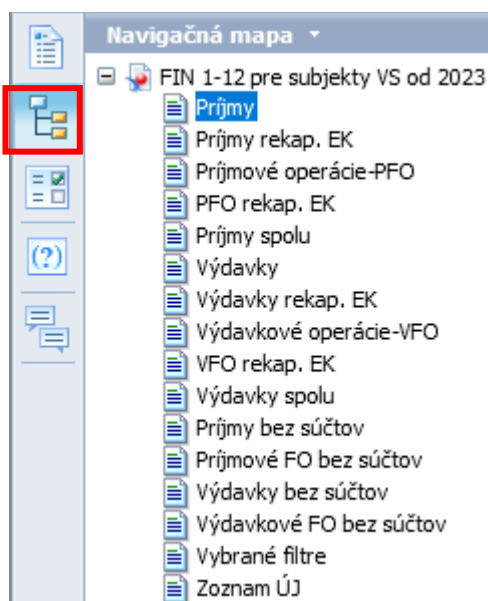 Navigačná mapa
FIN 1-12 pre subjekty VS od 2023
Príjmy
Príjmy rekap. EK
Príjmové operácie-PFO
PFO rekap. EK
Príjmy spolu
Výdavky
Výdavky rekap. EK
Výdavkové operácie-VFO
VFO rekap. EK
Výdavky spolu
Príjmy bez súčtov
Príjmové FO bez súčtov
Výdavky bez súčtov
Výdavkové FO bez súčtov
Vybrané filtre
Zoznam ÚJ